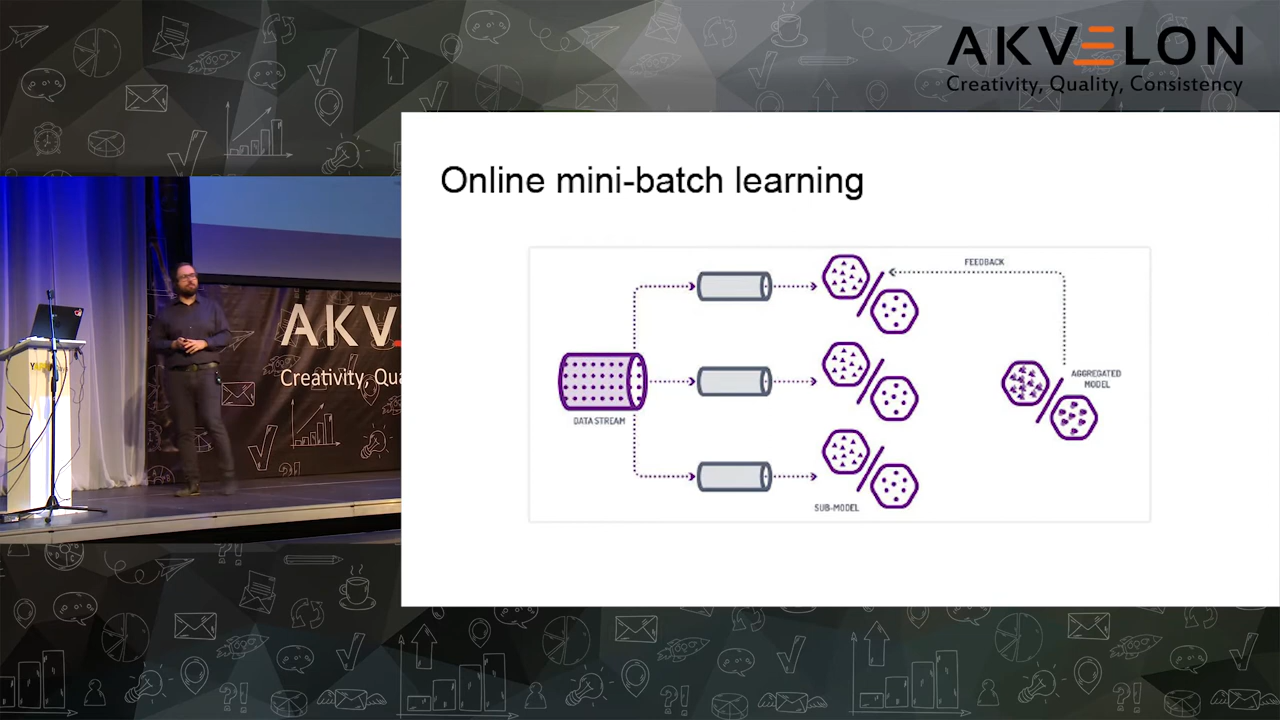 AKVELON
Creativity, Quality, Consistency
Online mini-batch learning
FEEDBACK
AGGREGATED
MODEL
DATA STREAM
SUB-MODEL
AKV
Creativity, Qua